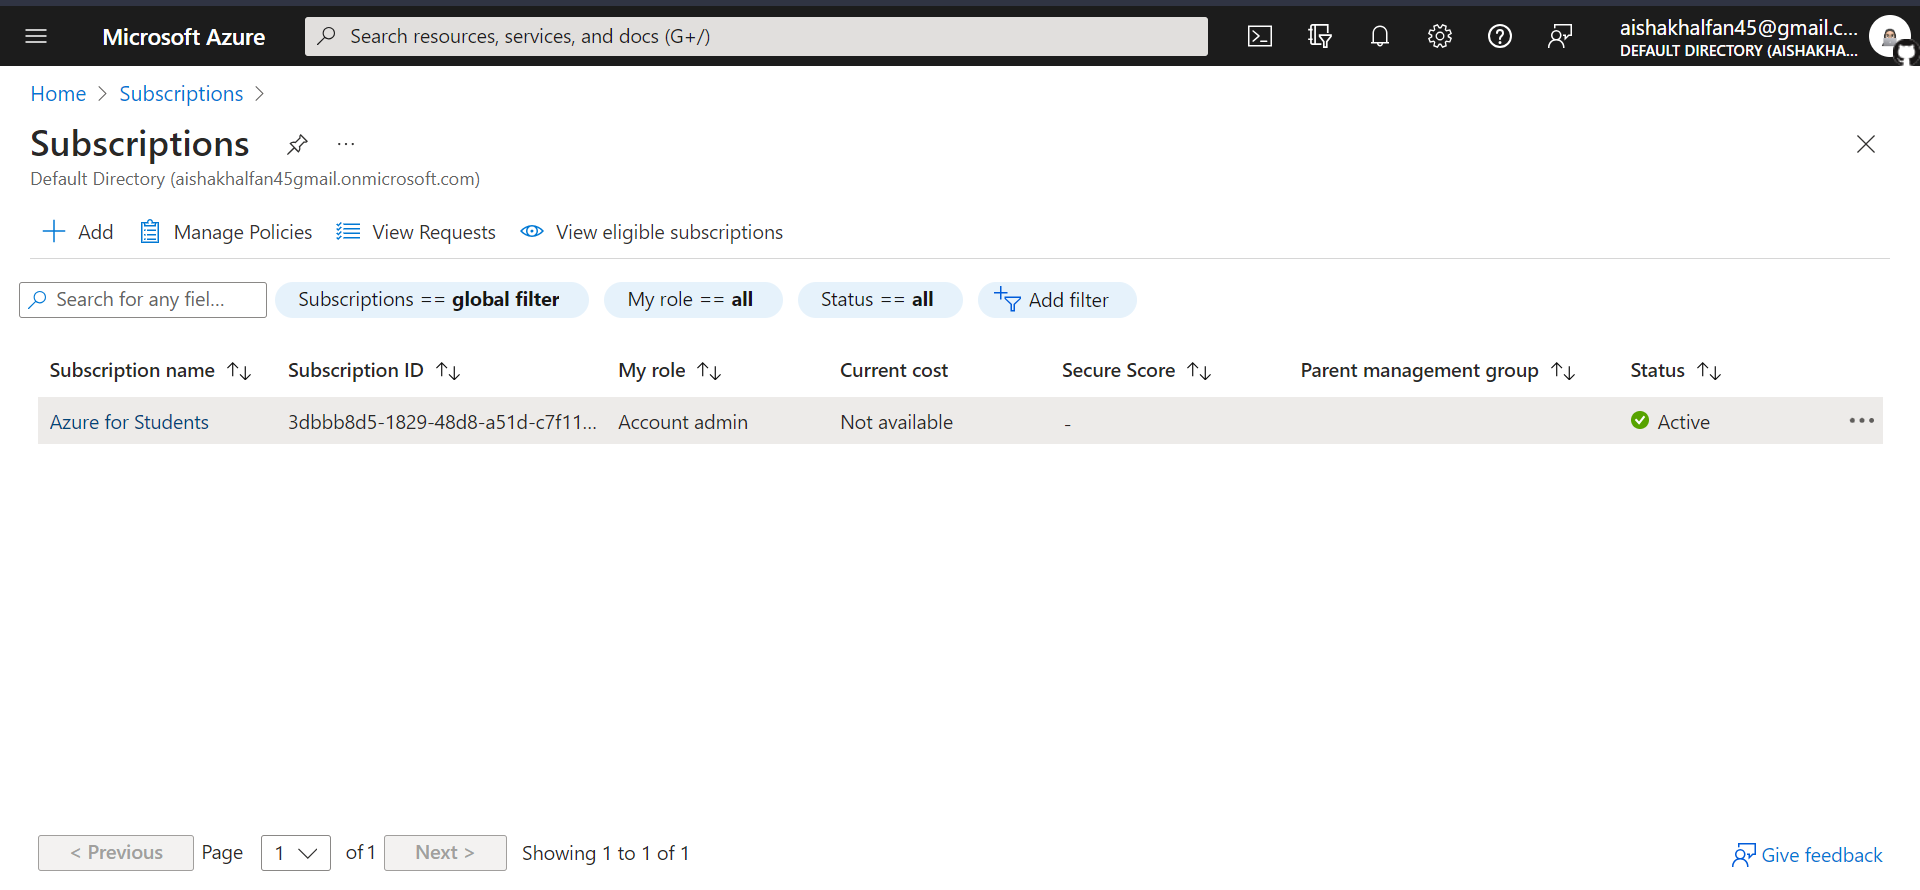 Microsoft Azure
Search resources, services, and docs (G+/)
aishakhalfan45@gmail.c...
DEFAULT DIRECTORY (AISHAKHA...
Home > Subscriptions >
Subscriptions ...
Default Directory (aishakhalfan45gmail.onmicrosoft.com)
Add Manage Policies View Requests View eligible subscriptions
Search for any fiel... Subscriptions == global filter My role == all Status == all Add filter
Subscription name Subscription ID My role Current cost Secure Score Parent management group Status
Azure for Students 3dbbb8d5-1829-48d8-a51d-c7f11... Account admin Not available - Active ...
< Previous Page 1 of 1 Next > Showing 1 to 1 of 1 Give feedback